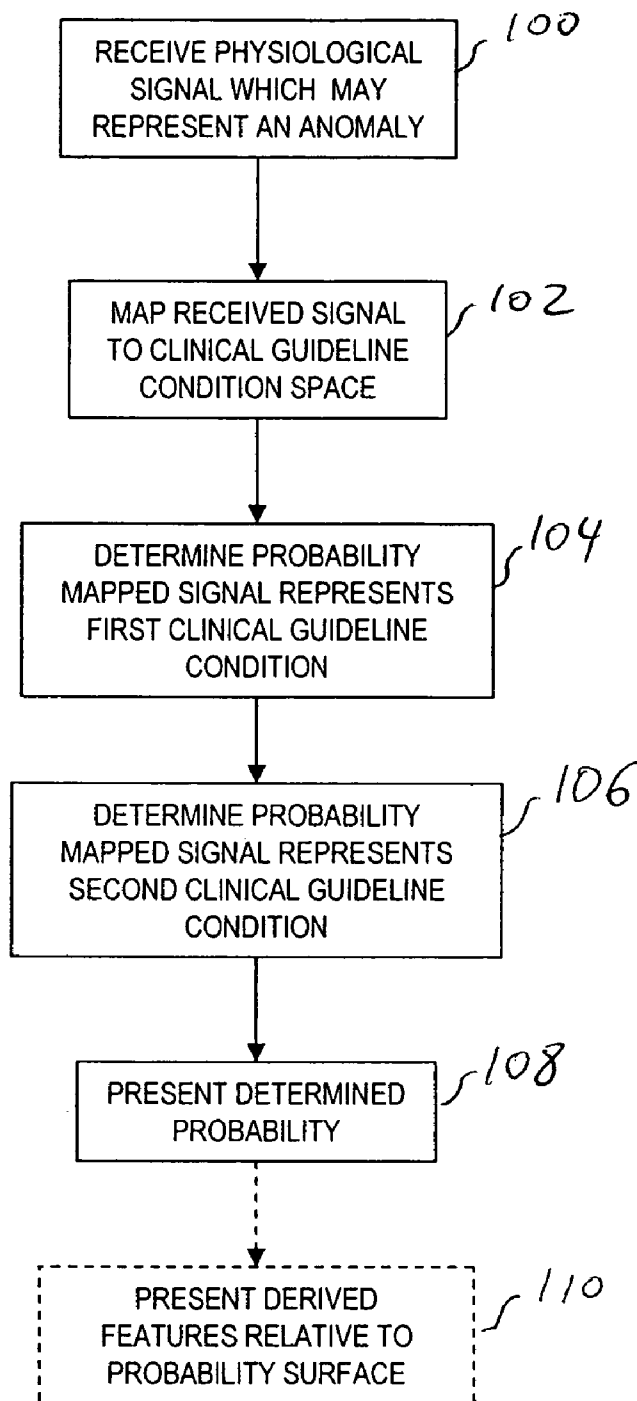 100
RECEIVE PHYSIOLOGICAL
SIGNAL WHICH MAY
REPRESENT AN ANOMALY
102
MAP RECEIVED SIGNAL
TO CLINICAL GUIDELINE
CONDITION SPACE
104
DETERMINE PROBABILITY
MAPPED SIGNAL REPRESENTS
FIRST CLINICAL GUIDELINE
CONDITION
106
DETERMINE PROBABILITY
MAPPED SIGNAL REPRESENTS
SECOND CLINICAL GUIDELINE
CONDITION
108
PRESENT DETERMINED
PROBABILITY
110
PRESENT DERIVED
FEATURES RELATIVE TO
PROBABILITY SURFACE